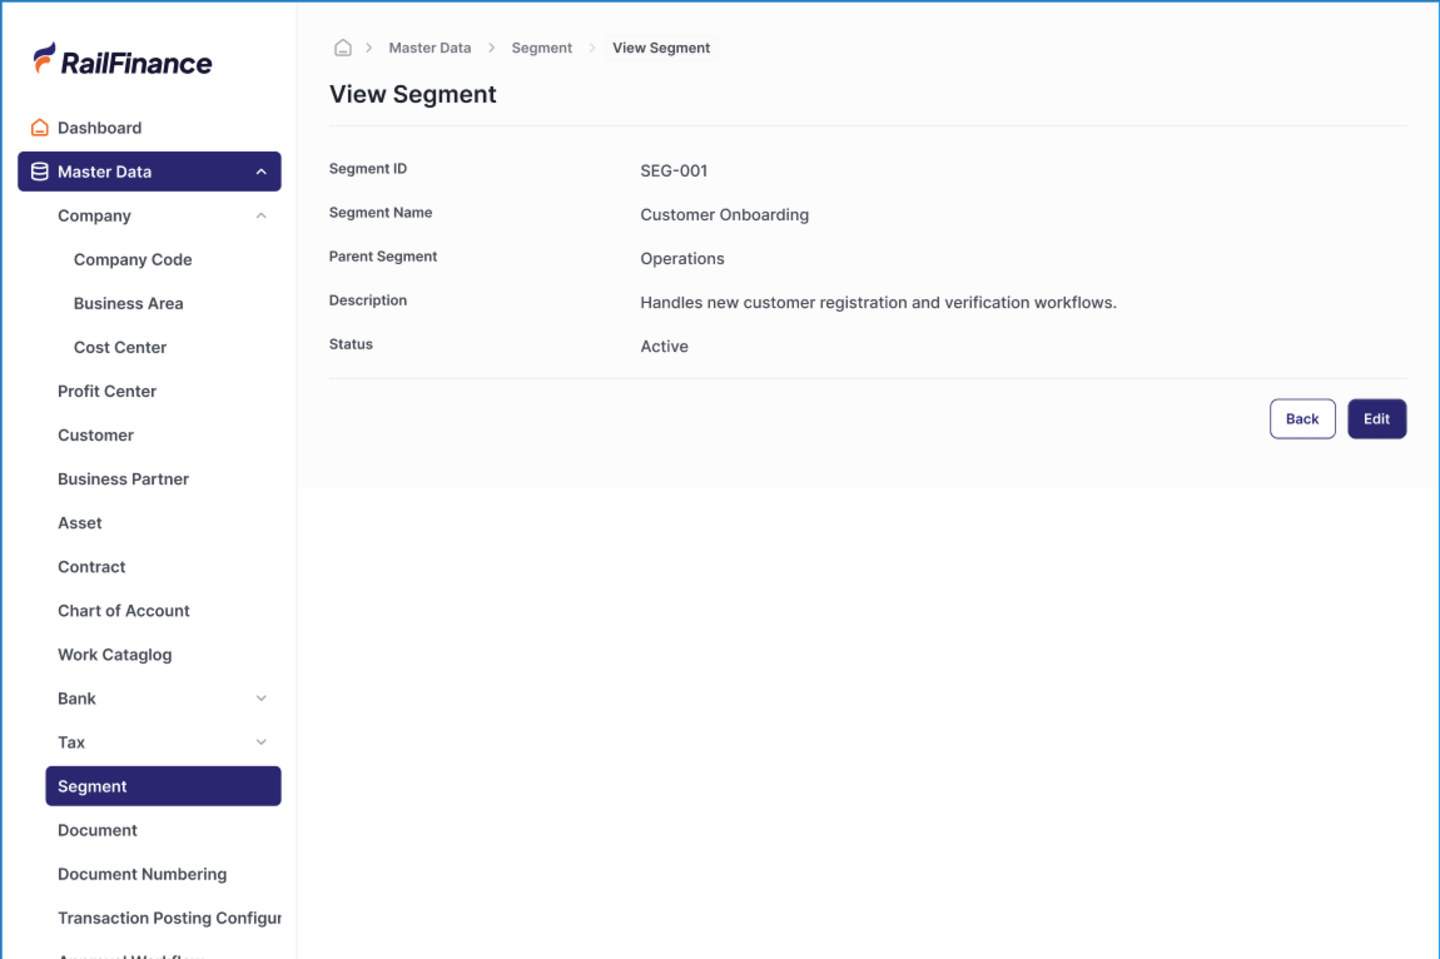 RailFinance
Dashboard
Master Data
Company
Company Code
Business Area
Cost Center
Profit Center
Customer
Business Partner
Asset
Contract
Chart of Account
Work Cataglog
Bank
Tax
Segment
Document
Document Numbering
Transaction Posting Configur
Master Data
Segment
View Segment
View Segment
Segment ID SEG-001
Segment Name Customer Onboarding
Parent Segment Operations
Description Handles new customer registration and verification workflows.
Status Active
Back Edit